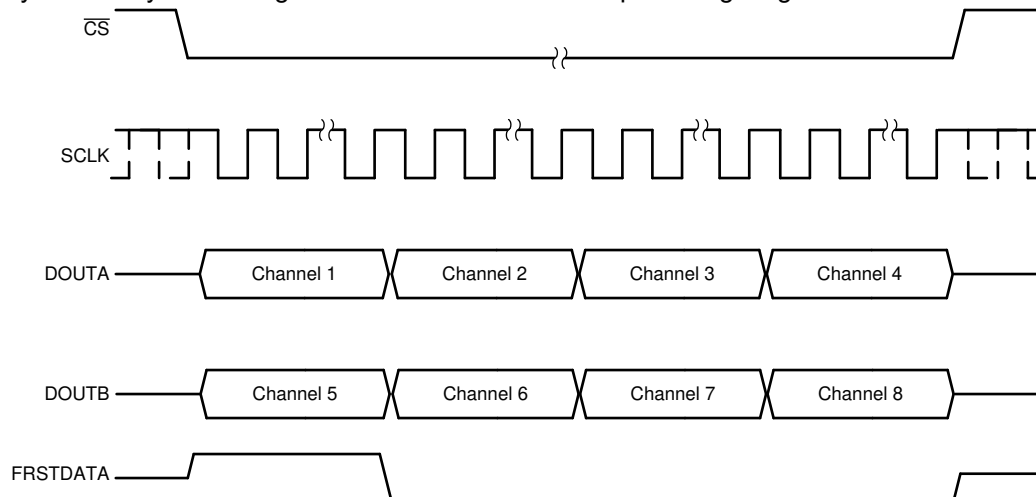 CS
SCLK
DOUTA
Channel 1
Channel 2
Channel 3
Channel 4
DOUTB
Channel 5
Channel 6
Channel 7
Channel 8
FRSTDATA